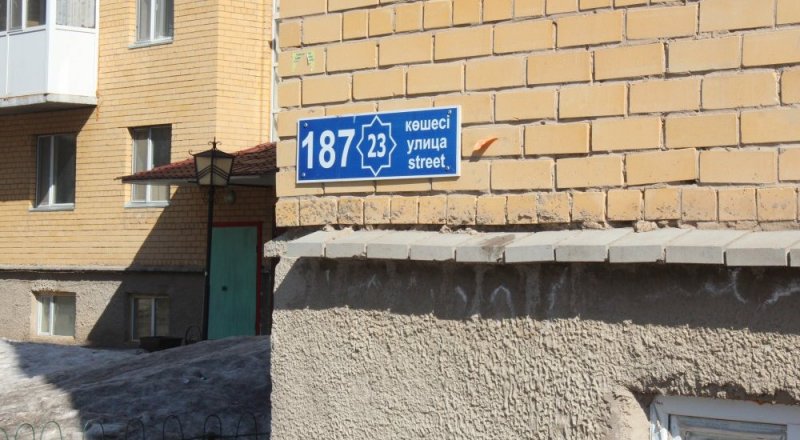 187
23
көшесі
улица
street